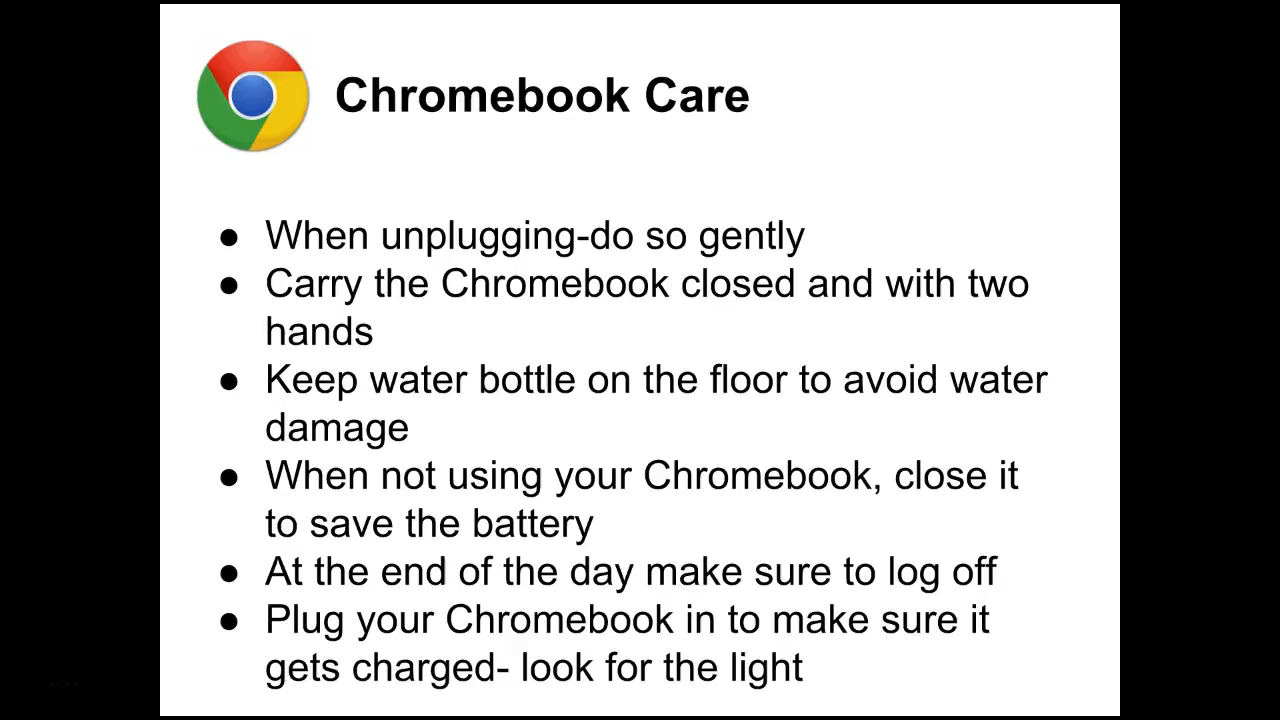 Chromebook Care
● When unplugging-do so gently
● Carry the Chromebook closed and with two
hands
● Keep water bottle on the floor to avoid water
damage
● When not using your Chromebook, close it
to save the battery
● At the end of the day make sure to log off
● Plug your Chromebook in to make sure it
gets charged- look for the light